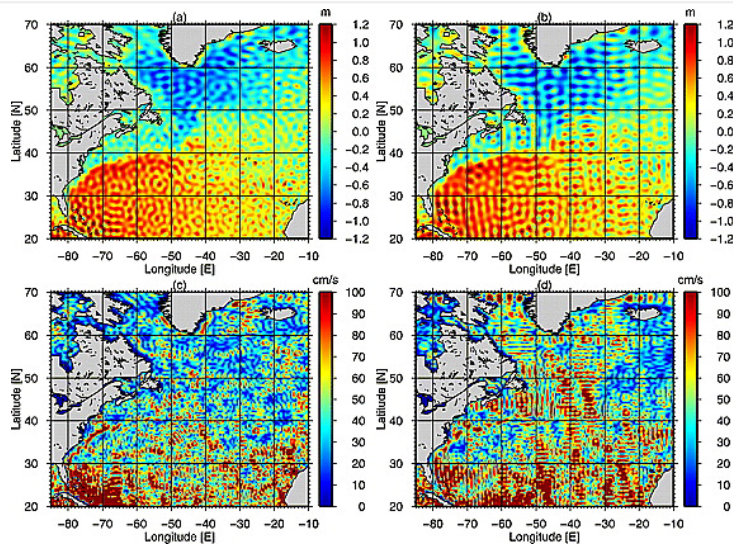 (a) m (b) m
70 1.2 70 1.2
1.0 1.0
60 0.8 60 0.8
0.6 0.6
50 0.4 50 0.4
0.2 0.2
Latitude [N] 0.0 Latitude [N] 0.0
40 −0.2 40 −0.2
−0.4 −0.4
30 −0.6 30 −0.6
−0.8 −0.8
−1.0 −1.0
20 −1.2 20 −1.2
−80 −70 −60 −50 −40 −30 −20 −10 −80 −70 −60 −50 −40 −30 −20 −10
Longitude [E] Longitude [E]
(c) cm/s (d) cm/s
70 100 70 100
90 90
60 80 60 80
70 70
50 60 50 60
Latitude [N] 50 Latitude [N] 50
40 40 40 40
30 30
30 20 30 20
10 10
20 0 20 0
−80 −70 −60 −50 −40 −30 −20 −10 −80 −70 −60 −50 −40 −30 −20 −10
Longitude [E] Longitude [E]